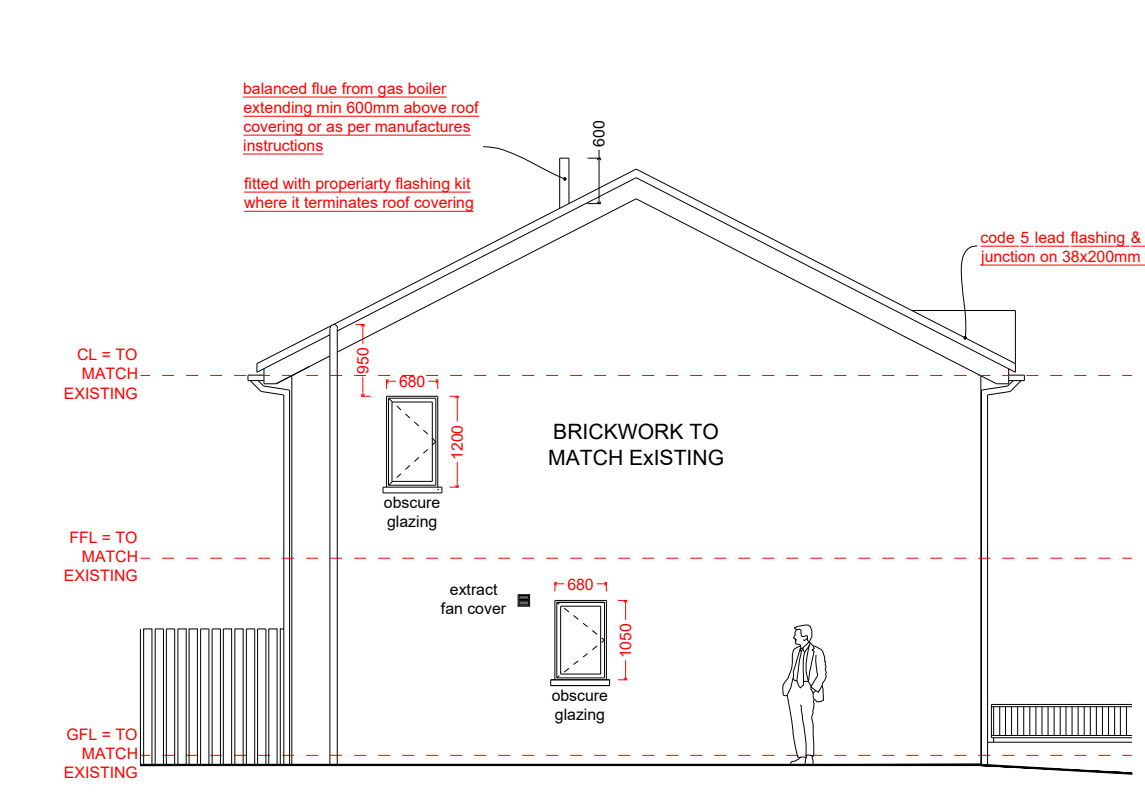 balanced flue from gas boiler
extending min 600mm above roof
covering or as per manufactures
instructions
fitted with properiarty flashing kit
where it terminates roof covering
600
code 5 lead flashing &
junction on 38x200mm
CL = TO
MATCH
EXISTING
950
680
1200
BRICKWORK TO
MATCH ExISTING
obscure
glazing
FFL = TO
MATCH
EXISTING
extract
fan cover
680
1050
obscure
glazing
GFL = TO
MATCH
EXISTING